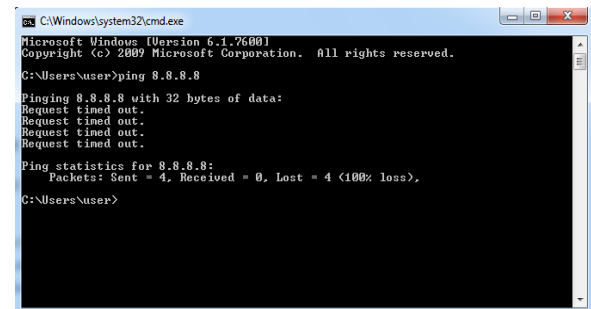 C:\Windows\system32\cmd.exe
Microsoft Windows [Version 6.1.7600]
Copyright (c) 2009 Microsoft Corporation.  All rights reserved.
C:\Users\user>ping 8.8.8.8
Pinging 8.8.8.8 with 32 bytes of data:
Request timed out.
Request timed out.
Request timed out.
Request timed out.
Ping statistics for 8.8.8.8:
    Packets: Sent = 4, Received = 0, Lost = 4 (100% loss),
C:\Users\user>